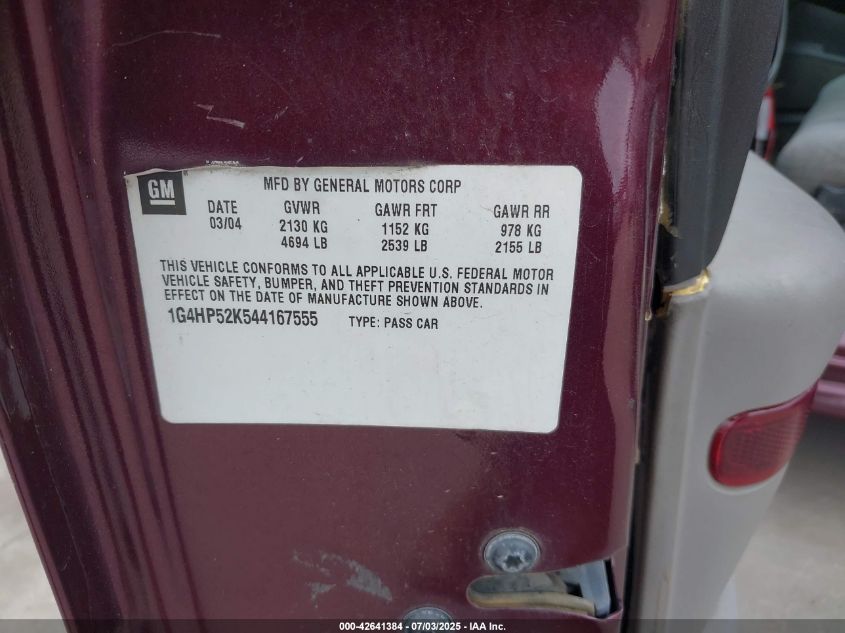 GM
MFD BY GENERAL MOTORS CORP
DATE GVWR GAWR FRT GAWR RR
03/04 2130 KG 1152 KG 978 KG
4694 LB 2539 LB 2155 LB
THIS VEHICLE CONFORMS TO ALL APPLICABLE U.S. FEDERAL MOTOR
VEHICLE SAFETY, BUMPER, AND THEFT PREVENTION STANDARDS IN
EFFECT ON THE DATE OF MANUFACTURE SHOWN ABOVE.
1G4HP52K544167555 TYPE: PASS CAR
000-42641384 - 07/03/2025 - IAA Inc.